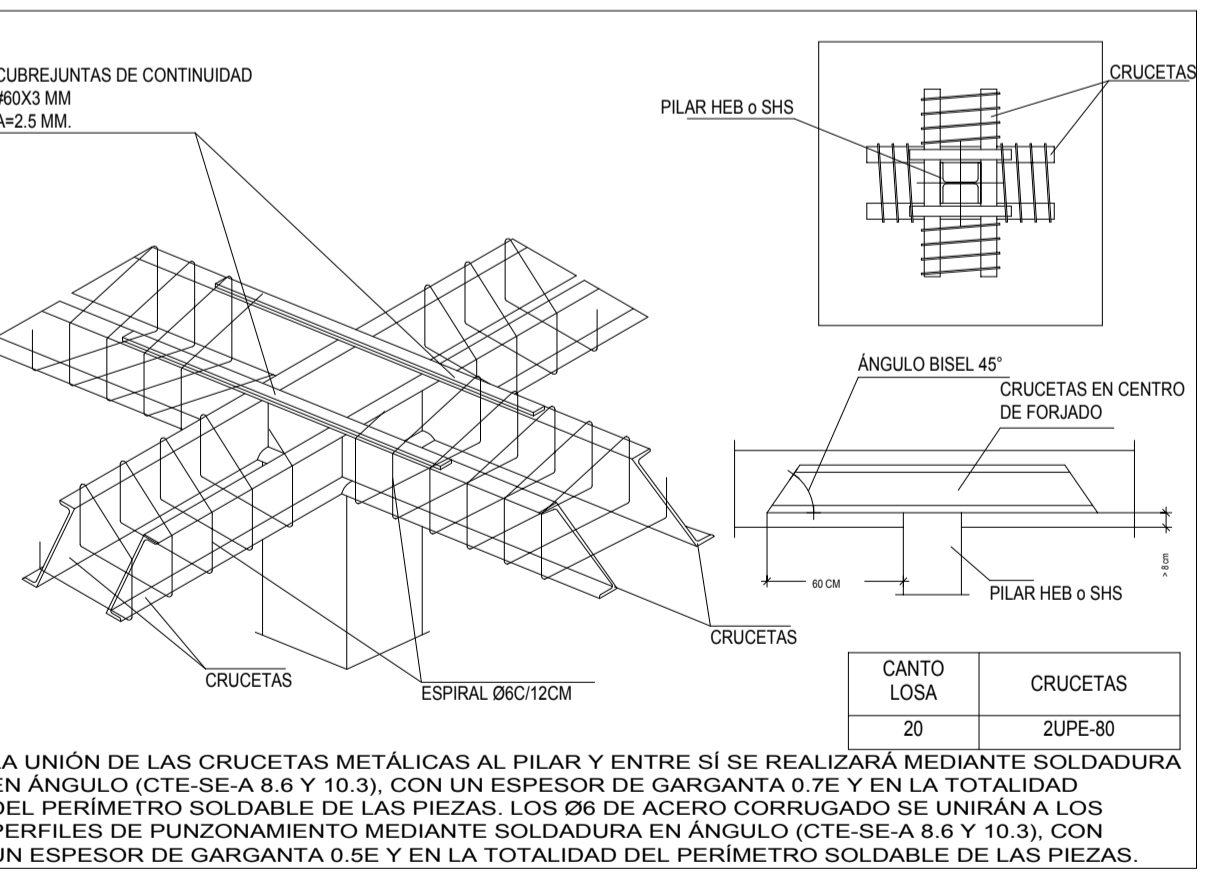 CUBREJUNTAS DE CONTINUIDAD
#60X3 MM
A=2.5 MM.
PILAR HEB o SHS
CRUCETAS
ÁNGULO BISEL 45°
CRUCETAS EN CENTRO
DE FORJADO
60 CM
> 8 cm
PILAR HEB o SHS
CRUCETAS
CRUCETAS
ESPIRAL Ø6C/12CM
CANTO
LOSA
CRUCETAS
20
2UPE-80
LA UNIÓN DE LAS CRUCETAS METÁLICAS AL PILAR Y ENTRE SÍ SE REALIZARÁ MEDIANTE SOLDADURA
EN ÁNGULO (CTE-SE-A 8.6 Y 10.3), CON UN ESPESOR DE GARGANTA 0.7E Y EN LA TOTALIDAD
DEL PERÍMETRO SOLDABLE DE LAS PIEZAS. LOS Ø6 DE ACERO CORRUGADO SE UNIRÁN A LOS
PERFILES DE PUNZONAMIENTO MEDIANTE SOLDADURA EN ÁNGULO (CTE-SE-A 8.6 Y 10.3), CON
UN ESPESOR DE GARGANTA 0.5E Y EN LA TOTALIDAD DEL PERÍMETRO SOLDABLE DE LAS PIEZAS.